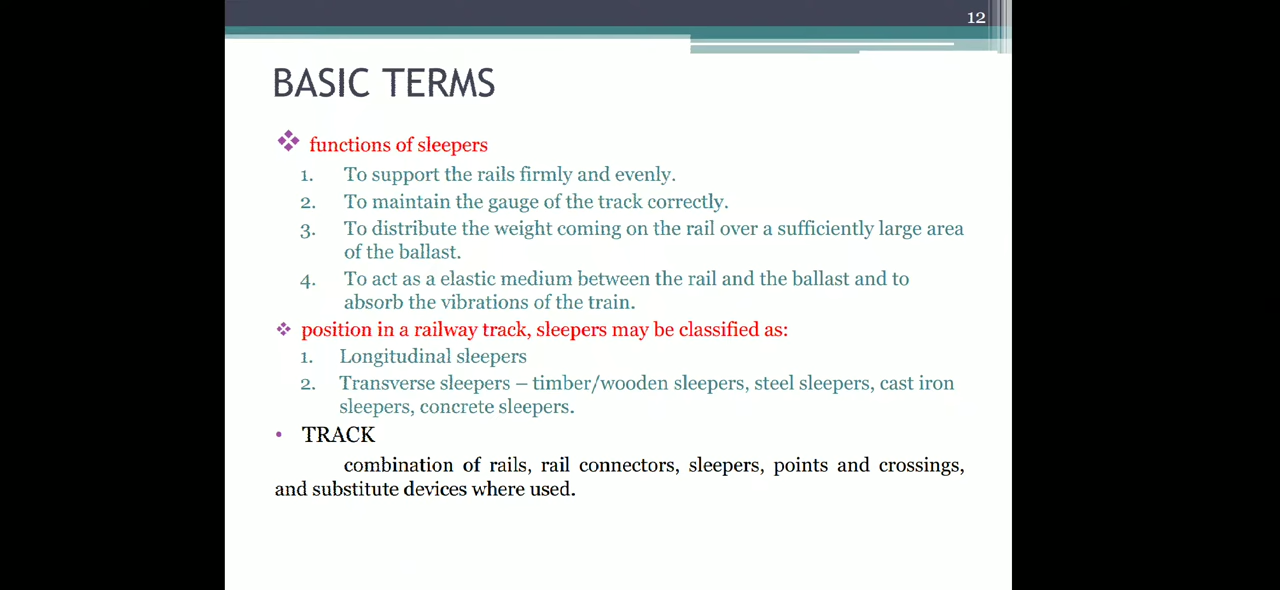 12
BASIC TERMS
❖ functions of sleepers
1. To support the rails firmly and evenly.
2. To maintain the gauge of the track correctly.
3. To distribute the weight coming on the rail over a sufficiently large area
of the ballast.
4. To act as a elastic medium between the rail and the ballast and to
absorb the vibrations of the train.
❖ position in a railway track, sleepers may be classified as:
1. Longitudinal sleepers
2. Transverse sleepers – timber/wooden sleepers, steel sleepers, cast iron
sleepers, concrete sleepers.
• TRACK
combination of rails, rail connectors, sleepers, points and crossings,
and substitute devices where used.